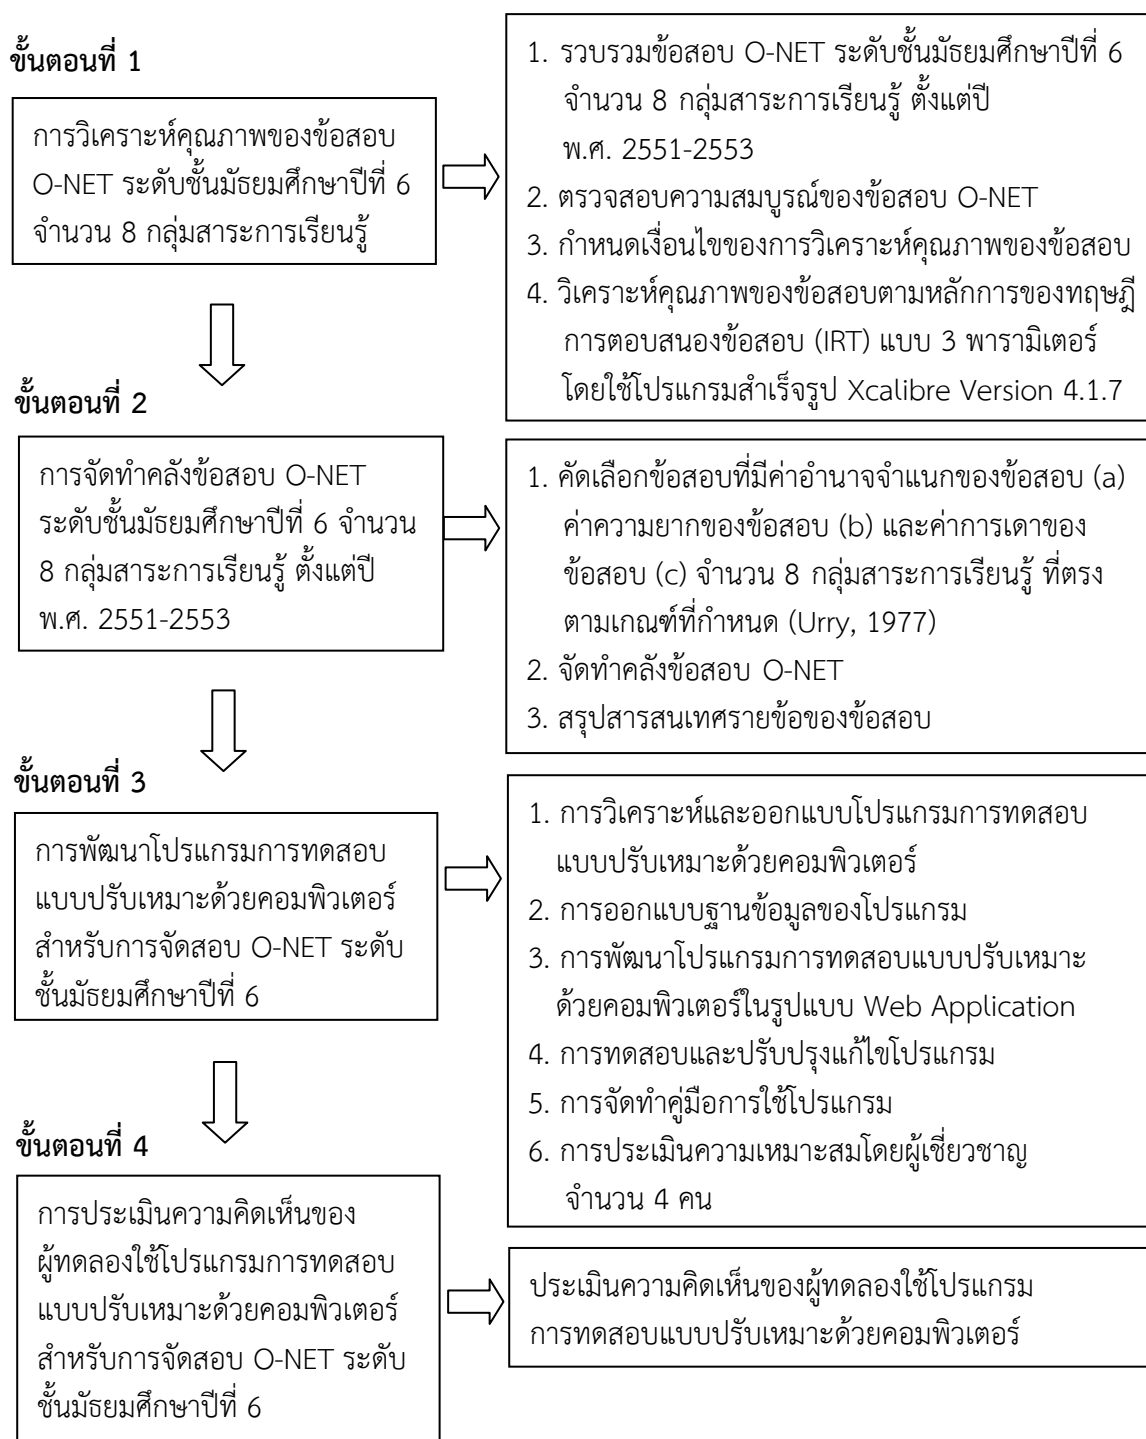 ขั้นตอนที่ 1
การวิเคราะห์คุณภาพของข้อสอบ
O-NET ระดับชั้นมัธยมศึกษาปีที่ 6
จำนวน 8 กลุ่มสาระการเรียนรู้
1. รวบรวมข้อสอบ O-NET ระดับชั้นมัธยมศึกษาปีที่ 6
จำนวน 8 กลุ่มสาระการเรียนรู้ ตั้งแต่ปี
พ.ศ. 2551-2553
2. ตรวจสอบความสมบูรณ์ของข้อสอบ O-NET
3. กำหนดเงื่อนไขของการวิเคราะห์คุณภาพของข้อสอบ
4. วิเคราะห์คุณภาพของข้อสอบตามหลักการของทฤษฎี
การตอบสนองข้อสอบ (IRT) แบบ 3 พารามิเตอร์
โดยใช้โปรแกรมสำเร็จรูป Xcalibre Version 4.1.7
ขั้นตอนที่ 2
การจัดทำคลังข้อสอบ O-NET
ระดับชั้นมัธยมศึกษาปีที่ 6 จำนวน
8 กลุ่มสาระการเรียนรู้ ตั้งแต่ปี
พ.ศ. 2551-2553
1. คัดเลือกข้อสอบที่มีค่าอำนาจจำแนกของข้อสอบ (a)
ค่าความยากของข้อสอบ (b) และค่าการเดาของ
ข้อสอบ (c) จำนวน 8 กลุ่มสาระการเรียนรู้ ที่ตรง
ตามเกณฑ์ที่กำหนด (Urry, 1977)
2. จัดทำคลังข้อสอบ O-NET
3. สรุปสารสนเทศรายข้อของข้อสอบ
ขั้นตอนที่ 3
การพัฒนาโปรแกรมการทดสอบ
แบบปรับเหมาะด้วยคอมพิวเตอร์
สำหรับการจัดสอบ O-NET ระดับ
ชั้นมัธยมศึกษาปีที่ 6
1. การวิเคราะห์และออกแบบโปรแกรมการทดสอบ
แบบปรับเหมาะด้วยคอมพิวเตอร์
2. การออกแบบฐานข้อมูลของโปรแกรม
3. การพัฒนาโปรแกรมการทดสอบแบบปรับเหมาะ
ด้วยคอมพิวเตอร์ในรูปแบบ Web Application
4. การทดสอบและปรับปรุงแก้ไขโปรแกรม
5. การจัดทำคู่มือการใช้โปรแกรม
6. การประเมินความเหมาะสมโดยผู้เชี่ยวชาญ
จำนวน 4 คน
ขั้นตอนที่ 4
การประเมินความคิดเห็นของ
ผู้ทดลองใช้โปรแกรมการทดสอบ
แบบปรับเหมาะด้วยคอมพิวเตอร์
สำหรับการจัดสอบ O-NET ระดับ
ชั้นมัธยมศึกษาปีที่ 6
ประเมินความคิดเห็นของผู้ทดลองใช้โปรแกรม
การทดสอบแบบปรับเหมาะด้วยคอมพิวเตอร์